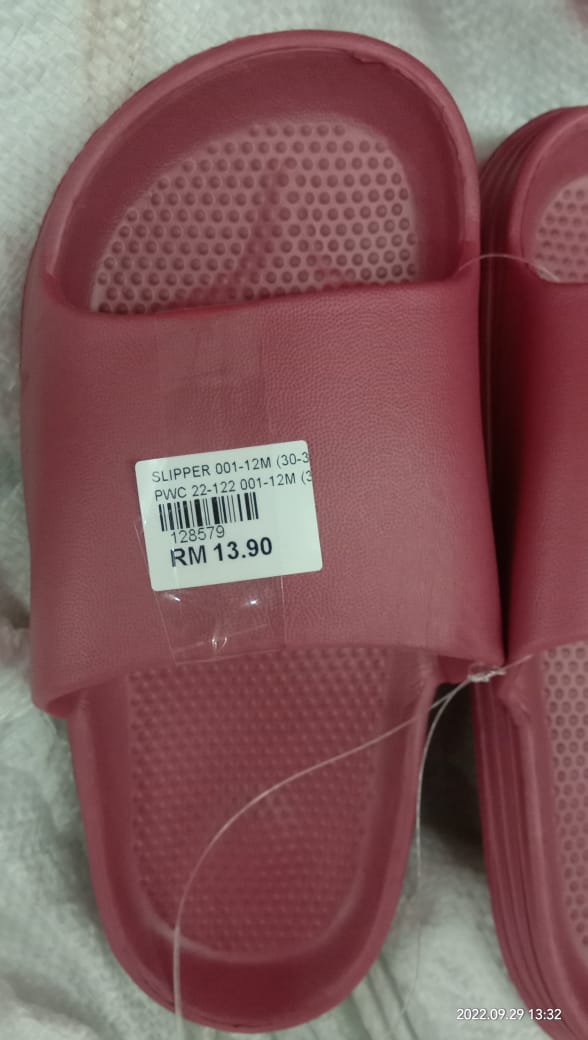 SLIPPER 001-12M (30-3
PWC 22-122 001-12M (3
128579
RM 13.90
2022.09.29 13:32